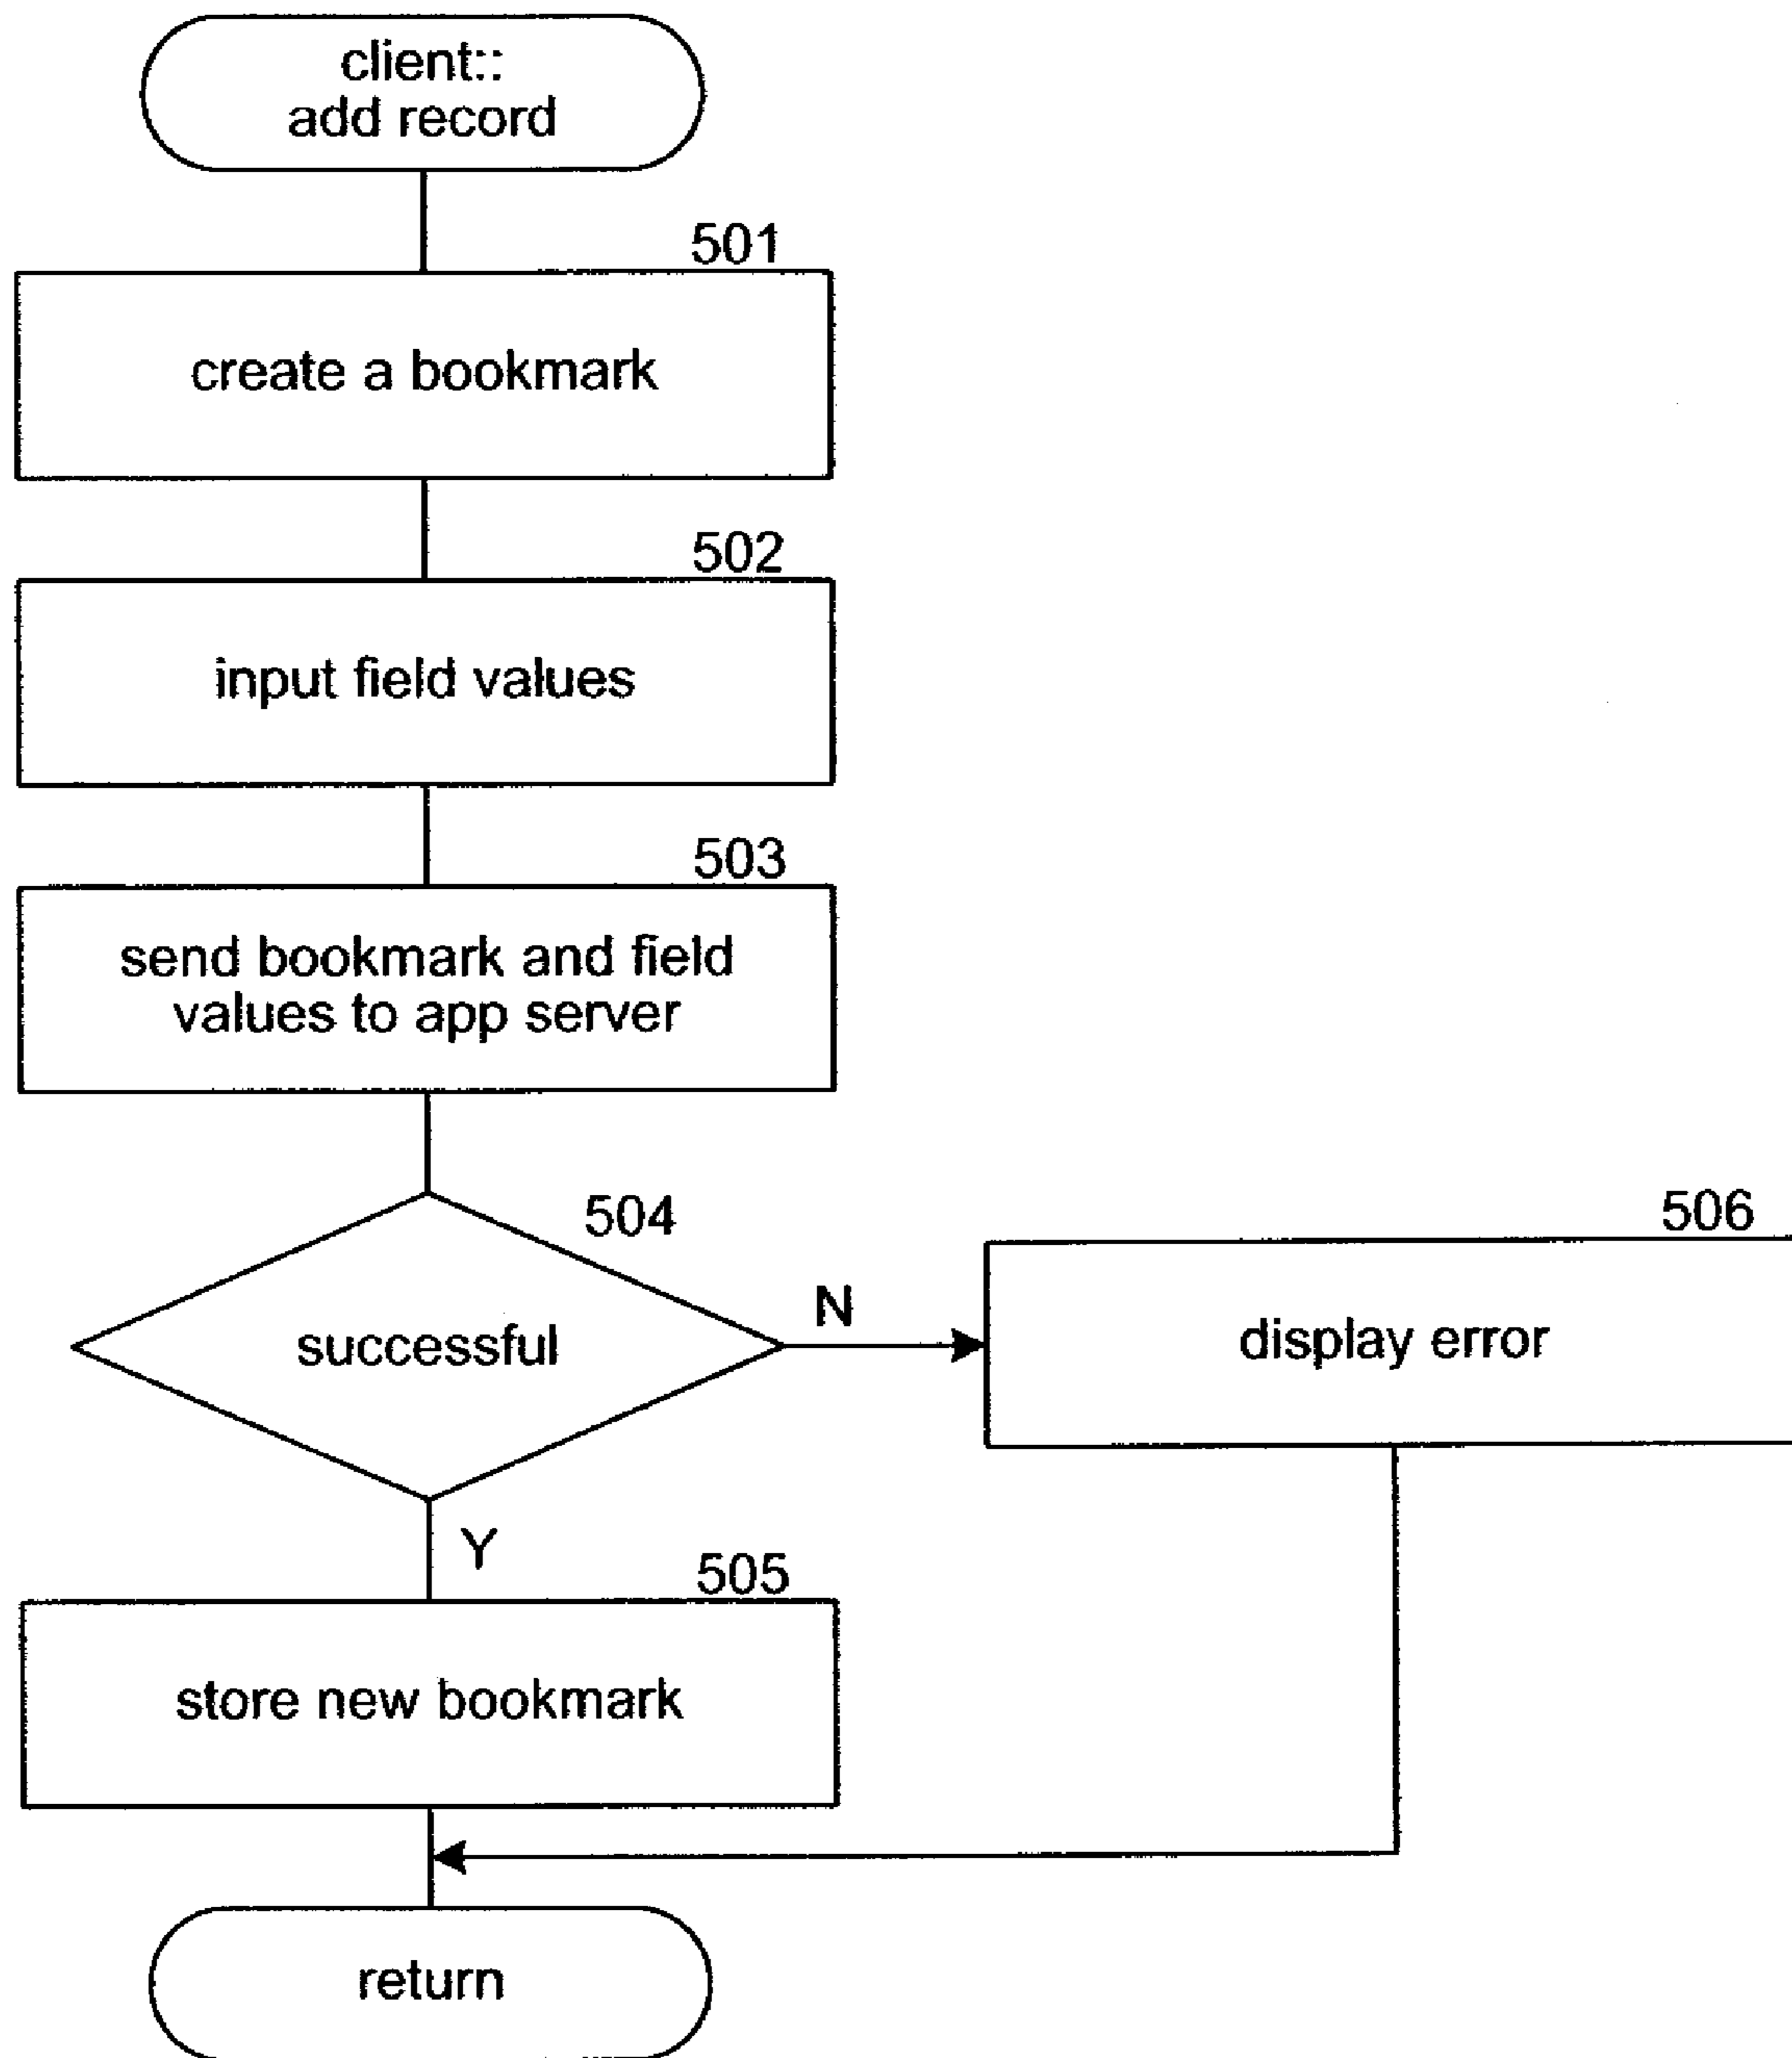 client::
add record
501
create a bookmark
502
input field values
503
send bookmark and field
values to app server
504
successful
N
506
display error
Y
505
store new bookmark
return